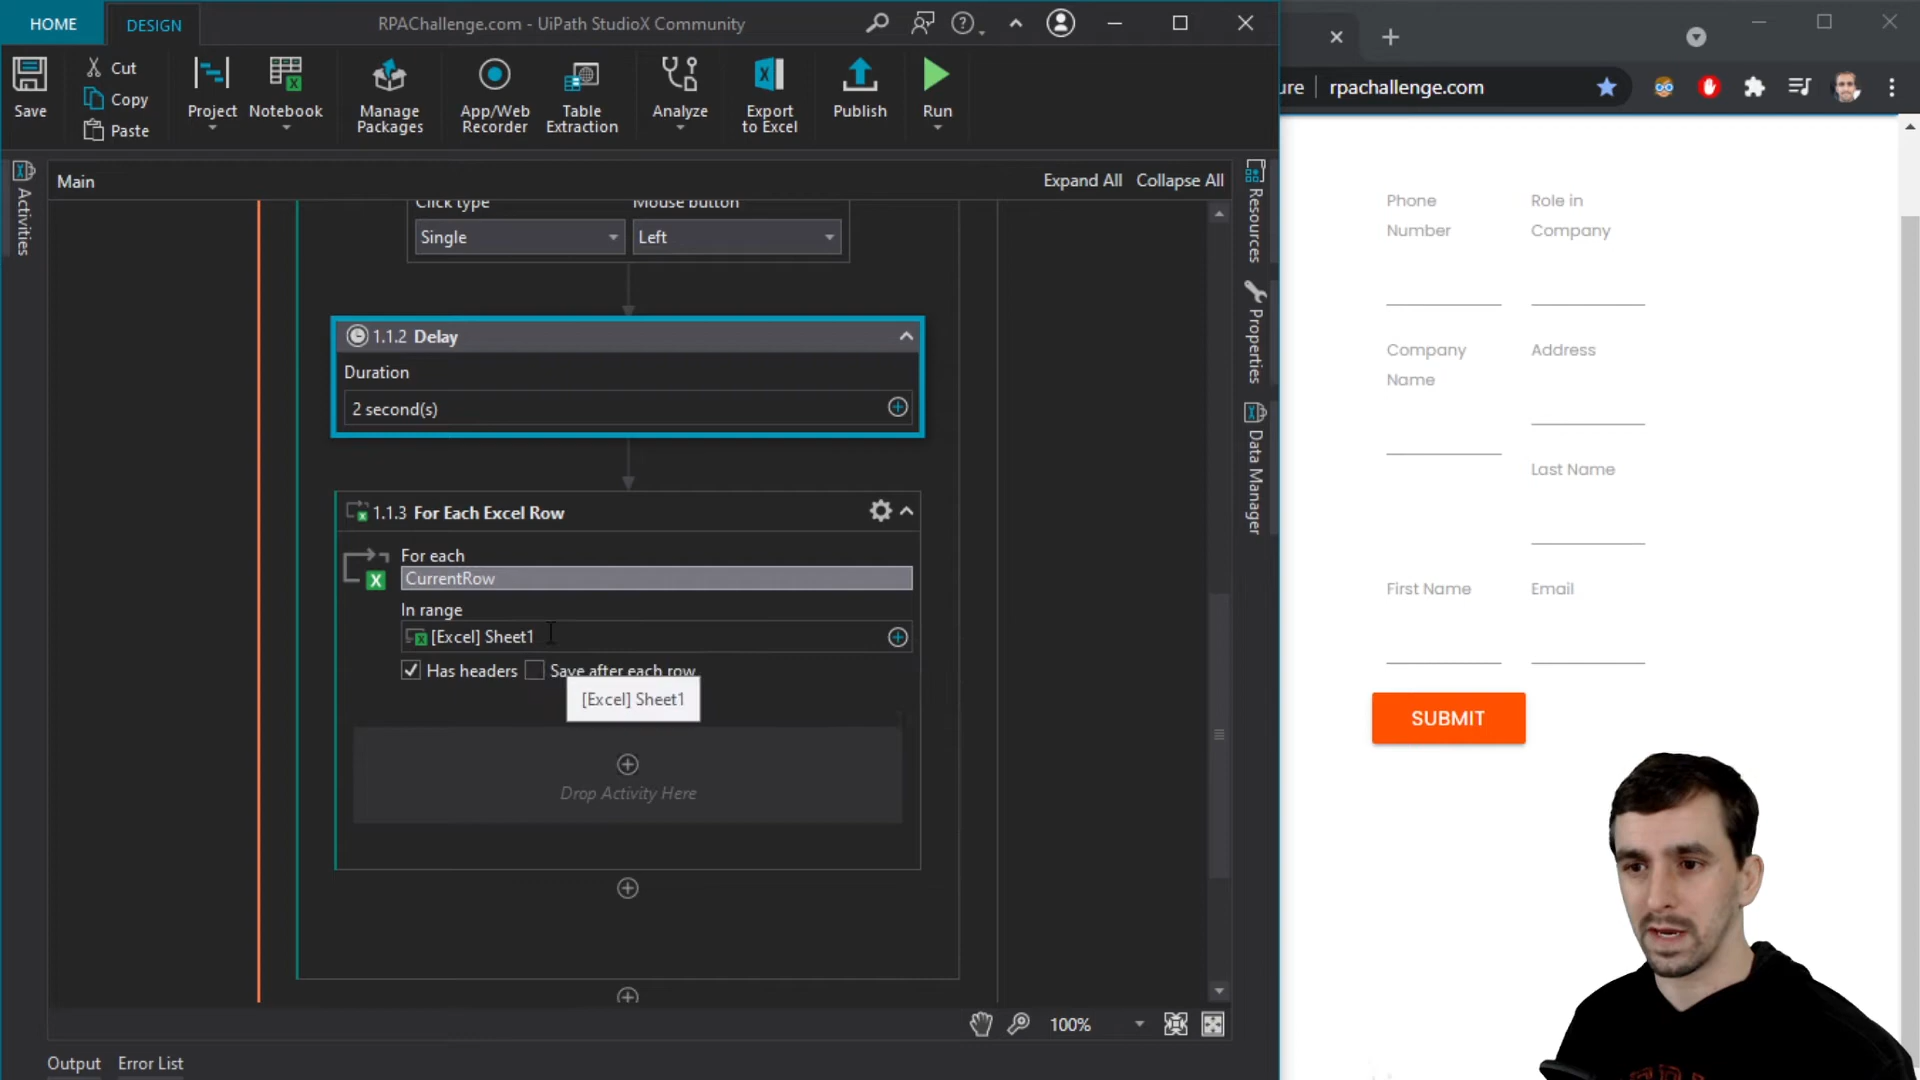 HOME
DESIGN
RPAChallenge.com - UiPath StudioX Community
Save
Cut
Copy
Paste
Project
Notebook
Manage
Packages
App/Web
Recorder
Table
Extraction
Analyze
Export
to Excel
Publish
Run
ure
rpachallenge.com
Activities
Main
Expand All
Collapse All
Resources
Properties
Data Manager
Click type
Mouse button
Single
Left
1.1.2 Delay
Duration
2 second(s)
1.1.3 For Each Excel Row
For each
CurrentRow
In range
[Excel] Sheet1
Has headers
Save after each row
[Excel] Sheet1
Drop Activity Here
100%
Output
Error List
Phone
Number
Role in
Company
Company
Name
Address
Last Name
First Name
Email
SUBMIT